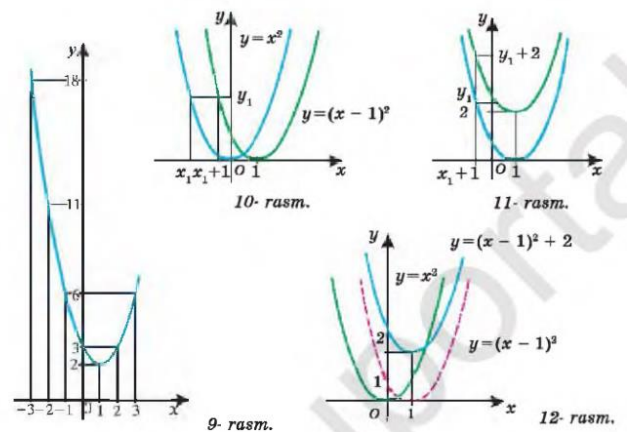 y
18
11
6
3
2
−3 −2 −1 0 1 2 3 x
9- rasm.
y
y = x²
y₁
y = (x − 1)²
x₁ x₁ + 1 O 1 x
10- rasm.
y
y₁ + 2
y₁
2
x₁ + 1 O 1 x
11- rasm.
y
y = (x − 1)² + 2
y = x²
2
y = (x − 1)²
1
O 1 x
12- rasm.
portal